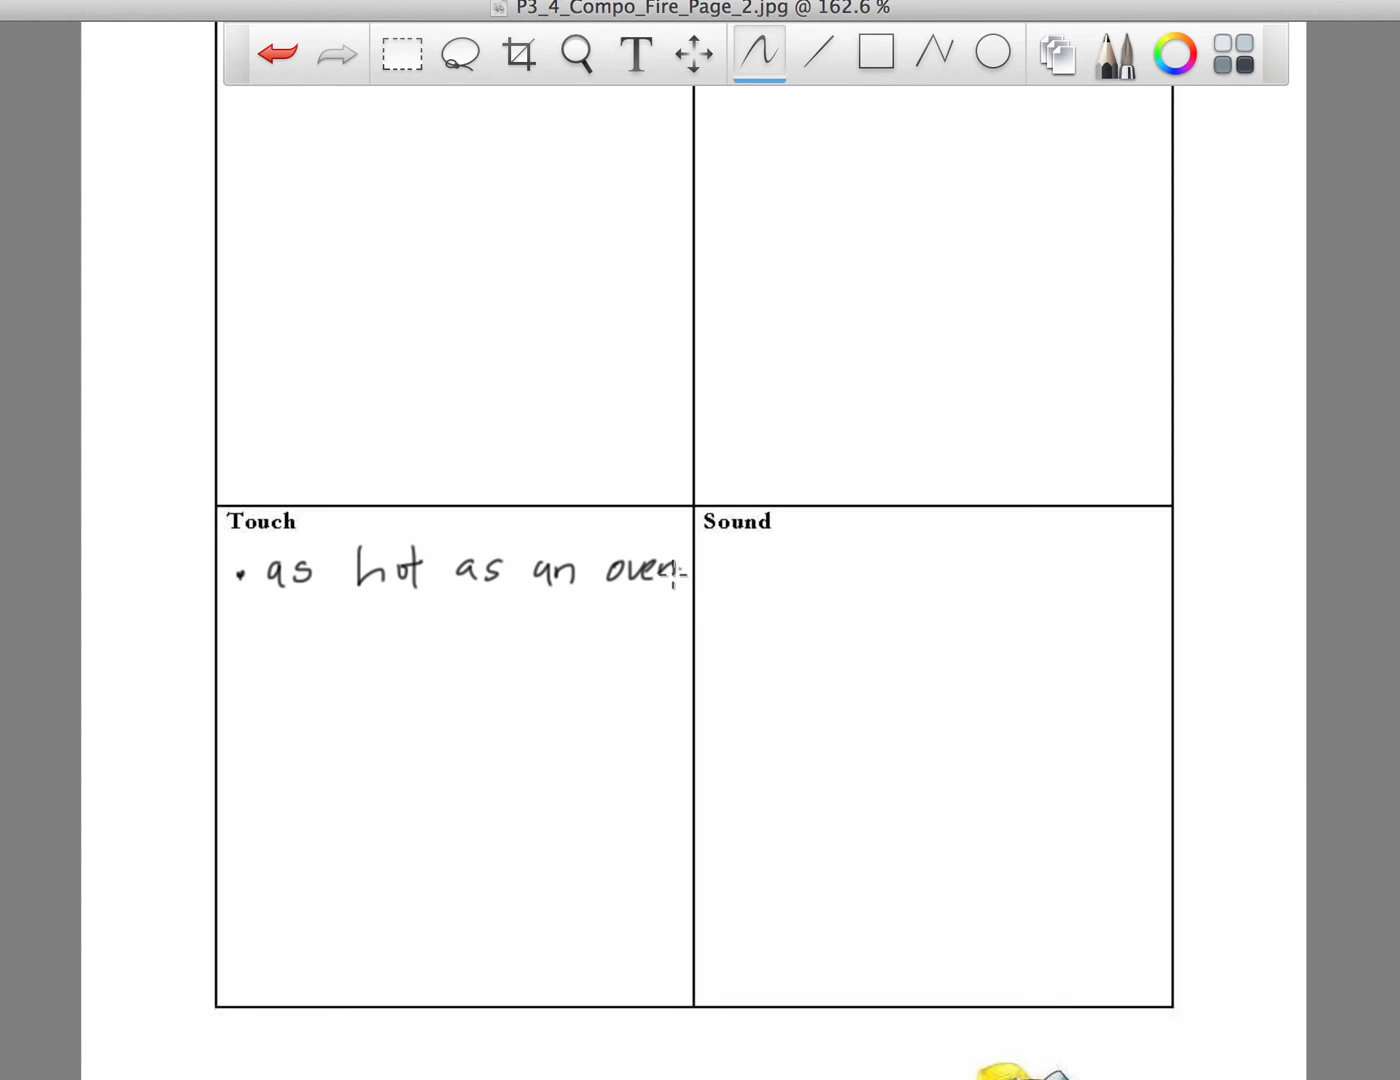 P3_4_Compo_Fire_Page_2.jpg @ 162.6 %
T
Touch
• as hot as an oven
Sound